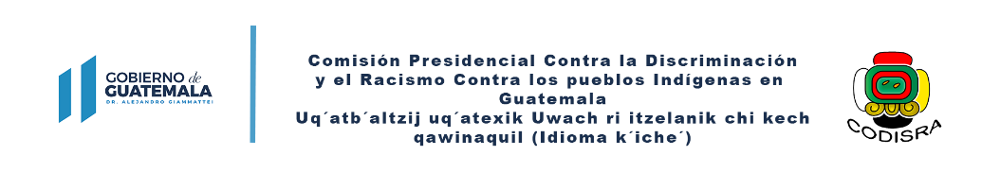 GOBIERNO de
GUATEMALA
DR. ALEJANDRO GIAMMATTEI
Comisión Presidencial Contra la Discriminación
y el Racismo Contra los pueblos Indígenas en
Guatemala
Uq´atb´altzij uq´atexik Uwach ri itzelanik chi kech
qawinaquil (Idioma k´iche´)
CODISRA